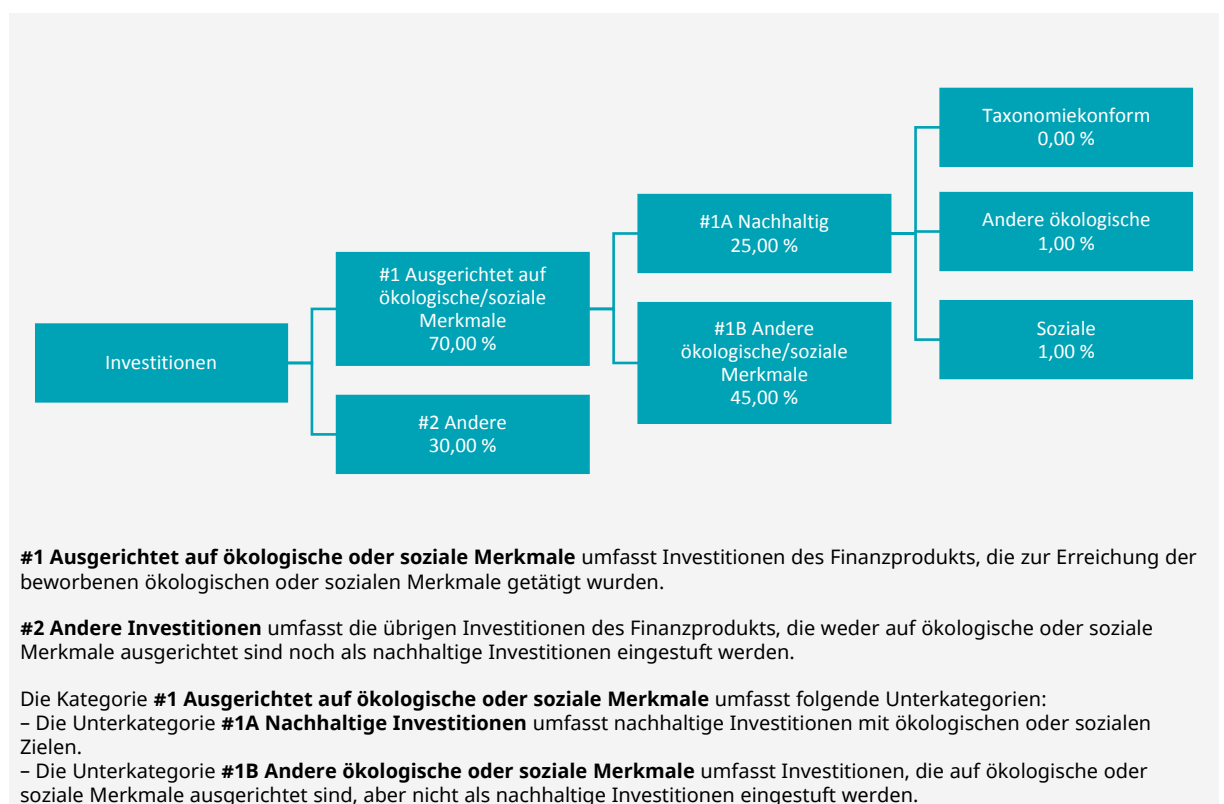 Investitionen
#1 Ausgerichtet auf
ökologische/soziale
Merkmale
70,00 %
#2 Andere
30,00 %
#1A Nachhaltig
25,00 %
#1B Andere
ökologische/soziale
Merkmale
45,00 %
Taxonomiekonform
0,00 %
Andere ökologische
1,00 %
Soziale
1,00 %
#1 Ausgerichtet auf ökologische oder soziale Merkmale umfasst Investitionen des Finanzprodukts, die zur Erreichung der
beworbenen ökologischen oder sozialen Merkmale getätigt wurden.
#2 Andere Investitionen umfasst die übrigen Investitionen des Finanzprodukts, die weder auf ökologische oder soziale
Merkmale ausgerichtet sind noch als nachhaltige Investitionen eingestuft werden.
Die Kategorie #1 Ausgerichtet auf ökologische oder soziale Merkmale umfasst folgende Unterkategorien:
– Die Unterkategorie #1A Nachhaltige Investitionen umfasst nachhaltige Investitionen mit ökologischen oder sozialen
Zielen.
– Die Unterkategorie #1B Andere ökologische oder soziale Merkmale umfasst Investitionen, die auf ökologische oder
soziale Merkmale ausgerichtet sind, aber nicht als nachhaltige Investitionen eingestuft werden.